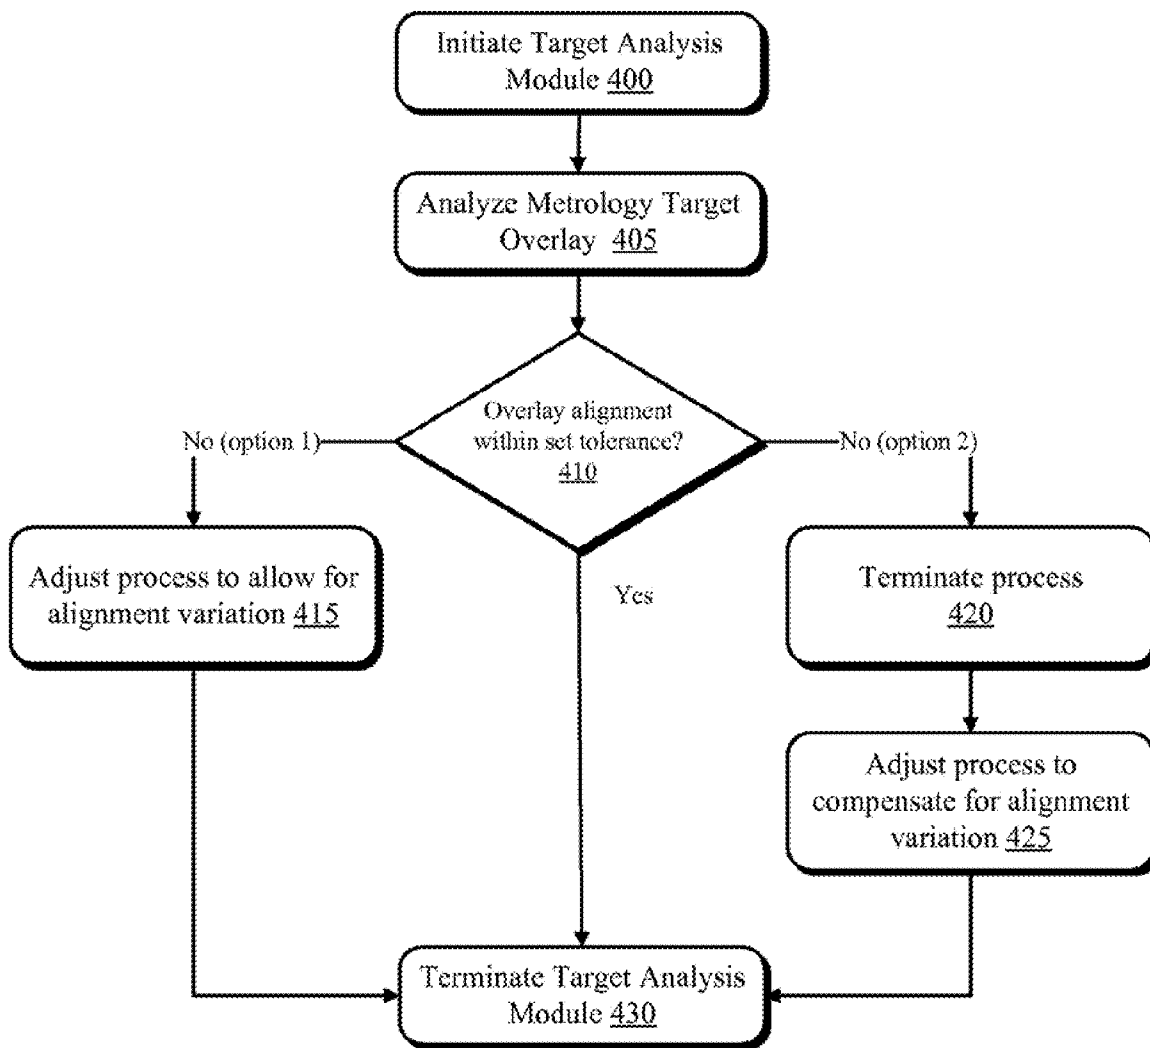 Initiate Target Analysis
Module 400
Analyze Metrology Target
Overlay 405
Overlay alignment
within set tolerance?
410
No (option 1)
No (option 2)
Yes
Adjust process to allow for
alignment variation 415
Terminate process
420
Adjust process to
compensate for alignment
variation 425
Terminate Target Analysis
Module 430